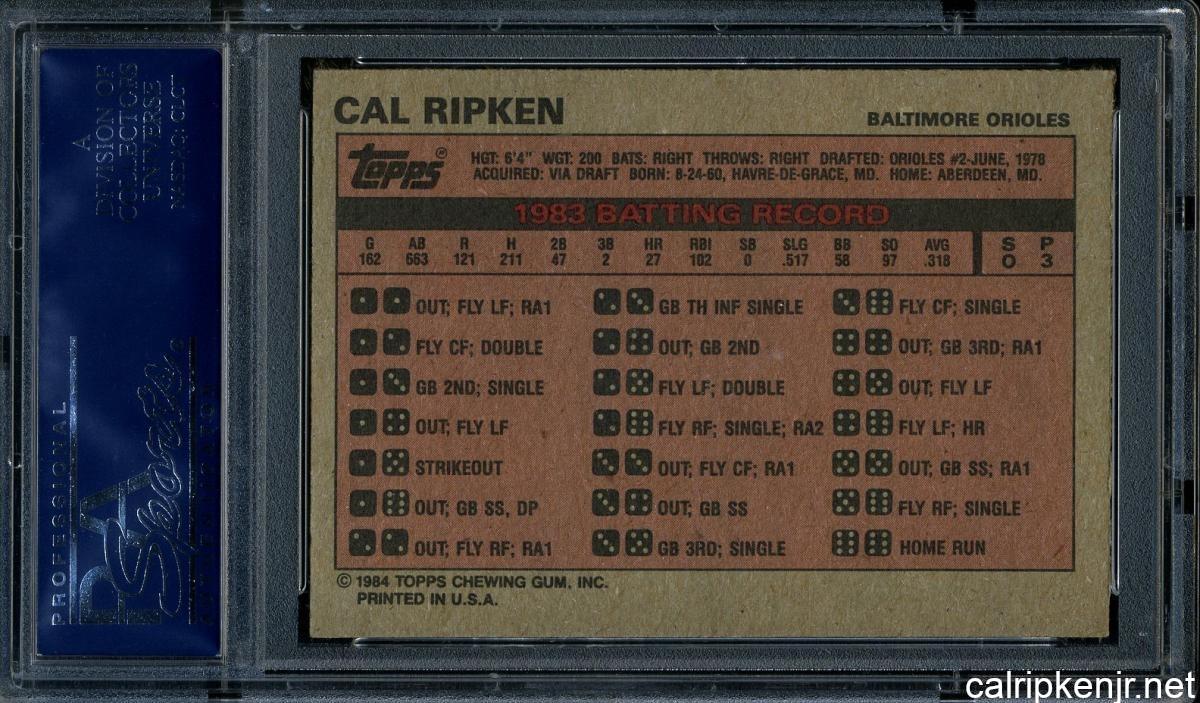 A
DIVISION OF
COLLECTORS
UNIVERSE
NASDAQ: CLCT
PROFESSIONAL
PSA
Sports
AUTHENTICATOR
CAL RIPKEN
BALTIMORE ORIOLES
Topps®
HGT: 6'4" WGT: 200 BATS: RIGHT THROWS: RIGHT DRAFTED: ORIOLES #2-JUNE, 1978
ACQUIRED: VIA DRAFT BORN: 8-24-60, HAVRE-DE-GRACE, MD. HOME: ABERDEEN, MD.
1983 BATTING RECORD
G AB R H 2B 3B HR RBI SB SLG BB SO AVG S P
162 663 121 211 47 2 27 102 0 .517 58 97 .318 O 3
OUT; FLY LF; RA1
FLY CF; DOUBLE
GB 2ND; SINGLE
OUT; FLY LF
STRIKEOUT
OUT; GB SS, DP
OUT; FLY RF; RA1
GB TH INF SINGLE
OUT; GB 2ND
FLY LF; DOUBLE
FLY RF; SINGLE; RA2
OUT; FLY CF; RA1
OUT; GB SS
GB 3RD; SINGLE
FLY CF; SINGLE
OUT; GB 3RD; RA1
OUT; FLY LF
FLY LF; HR
OUT; GB SS; RA1
FLY RF; SINGLE
HOME RUN
© 1984 TOPPS CHEWING GUM, INC.
PRINTED IN U.S.A.
calripkenjr.net